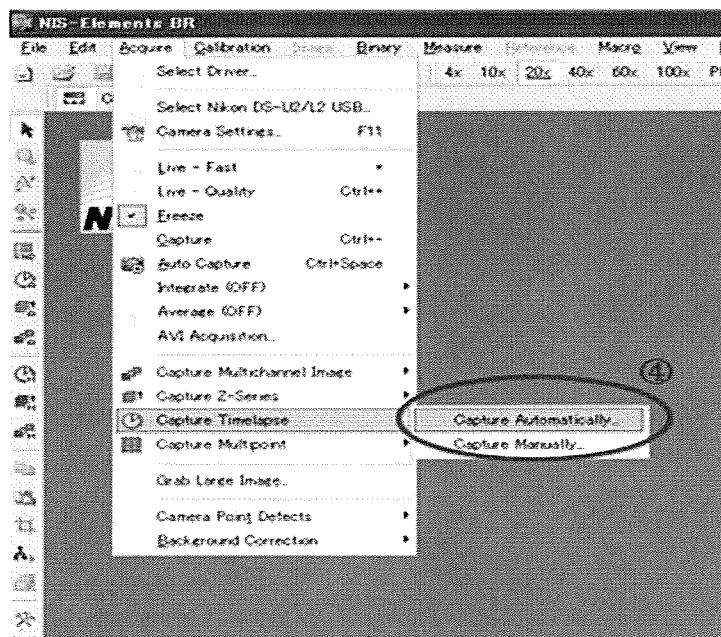 NIS-Elements BR
File Edit Acquire Calibration Image Binary Measure Reference Macro View
4x 10x 20x 40x 60x 100x
Select Driver...
Select Nikon DS-U2/L2 USB...
Camera Settings... F11
Live - Fast
Live - Quality Ctrl++
N
Freeze
Capture Ctrl+-
Auto Capture Ctrl+Space
Integrate (OFF)
Average (OFF)
AVI Acquisition...
Capture Multichannel Image
④
Capture Z-Series
Capture Timelapse Capture Automatically...
Capture Multipoint Capture Manually...
Grab Large Image...
Camera Point Defects
Background Correction